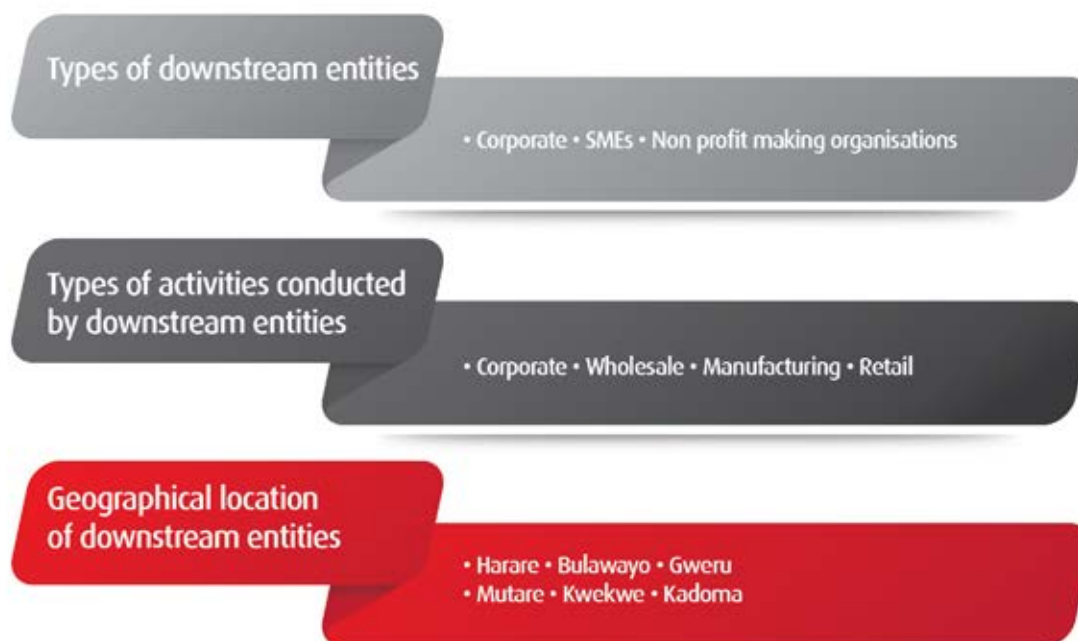 Types of downstream entities
• Corporate • SMEs • Non profit making organisations
Types of activities conducted
by downstream entities
• Corporate • Wholesale • Manufacturing • Retail
Geographical location
of downstream entities
• Harare • Bulawayo • Gweru
• Mutare • Kwekwe • Kadoma